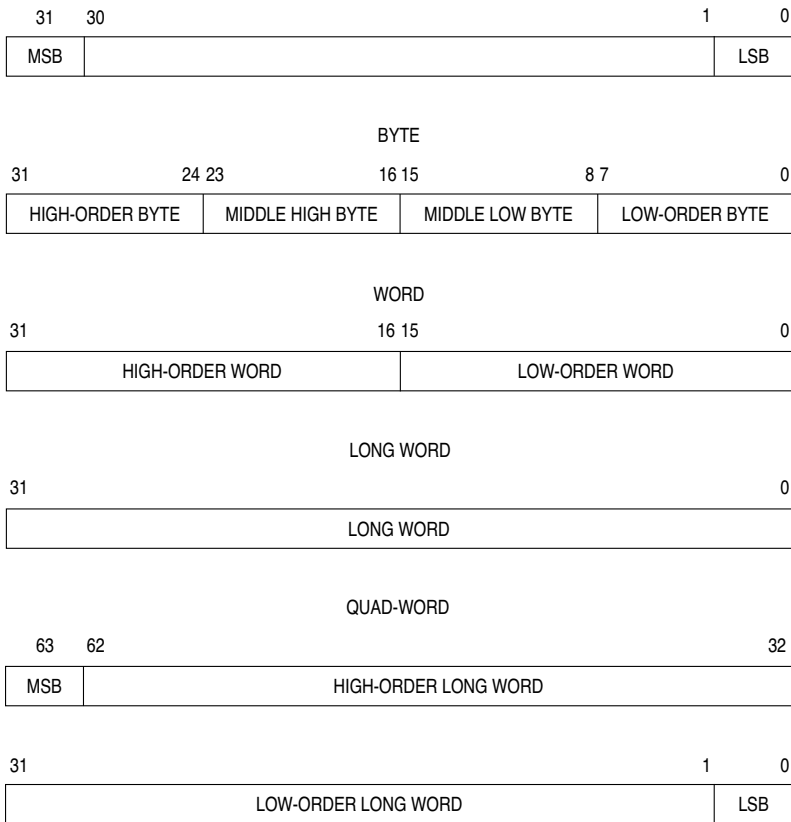 31 30 1 0
MSB LSB
BYTE
31 24 23 16 15 8 7 0
HIGH-ORDER BYTE MIDDLE HIGH BYTE MIDDLE LOW BYTE LOW-ORDER BYTE
WORD
31 16 15 0
HIGH-ORDER WORD LOW-ORDER WORD
LONG WORD
31 0
LONG WORD
QUAD-WORD
63 62 32
MSB HIGH-ORDER LONG WORD
31 1 0
LOW-ORDER LONG WORD LSB